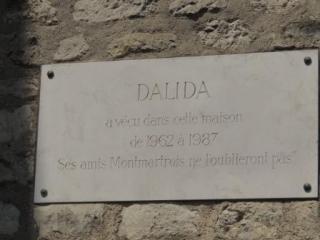 DALIDA
a vécu dans cette maison
de 1962 à 1987
Ses amis Montmartrois ne l'oublieront pas